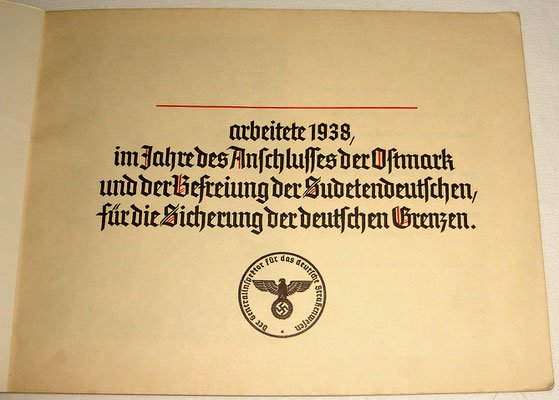 arbeitete 1938,
im Jahre des Anschlusses der Ostmark
und der Befreiung der Sudetendeutschen,
für die Sicherung der deutschen Grenzen.
Der Generalinspektor für das deutsche Straßenwesen